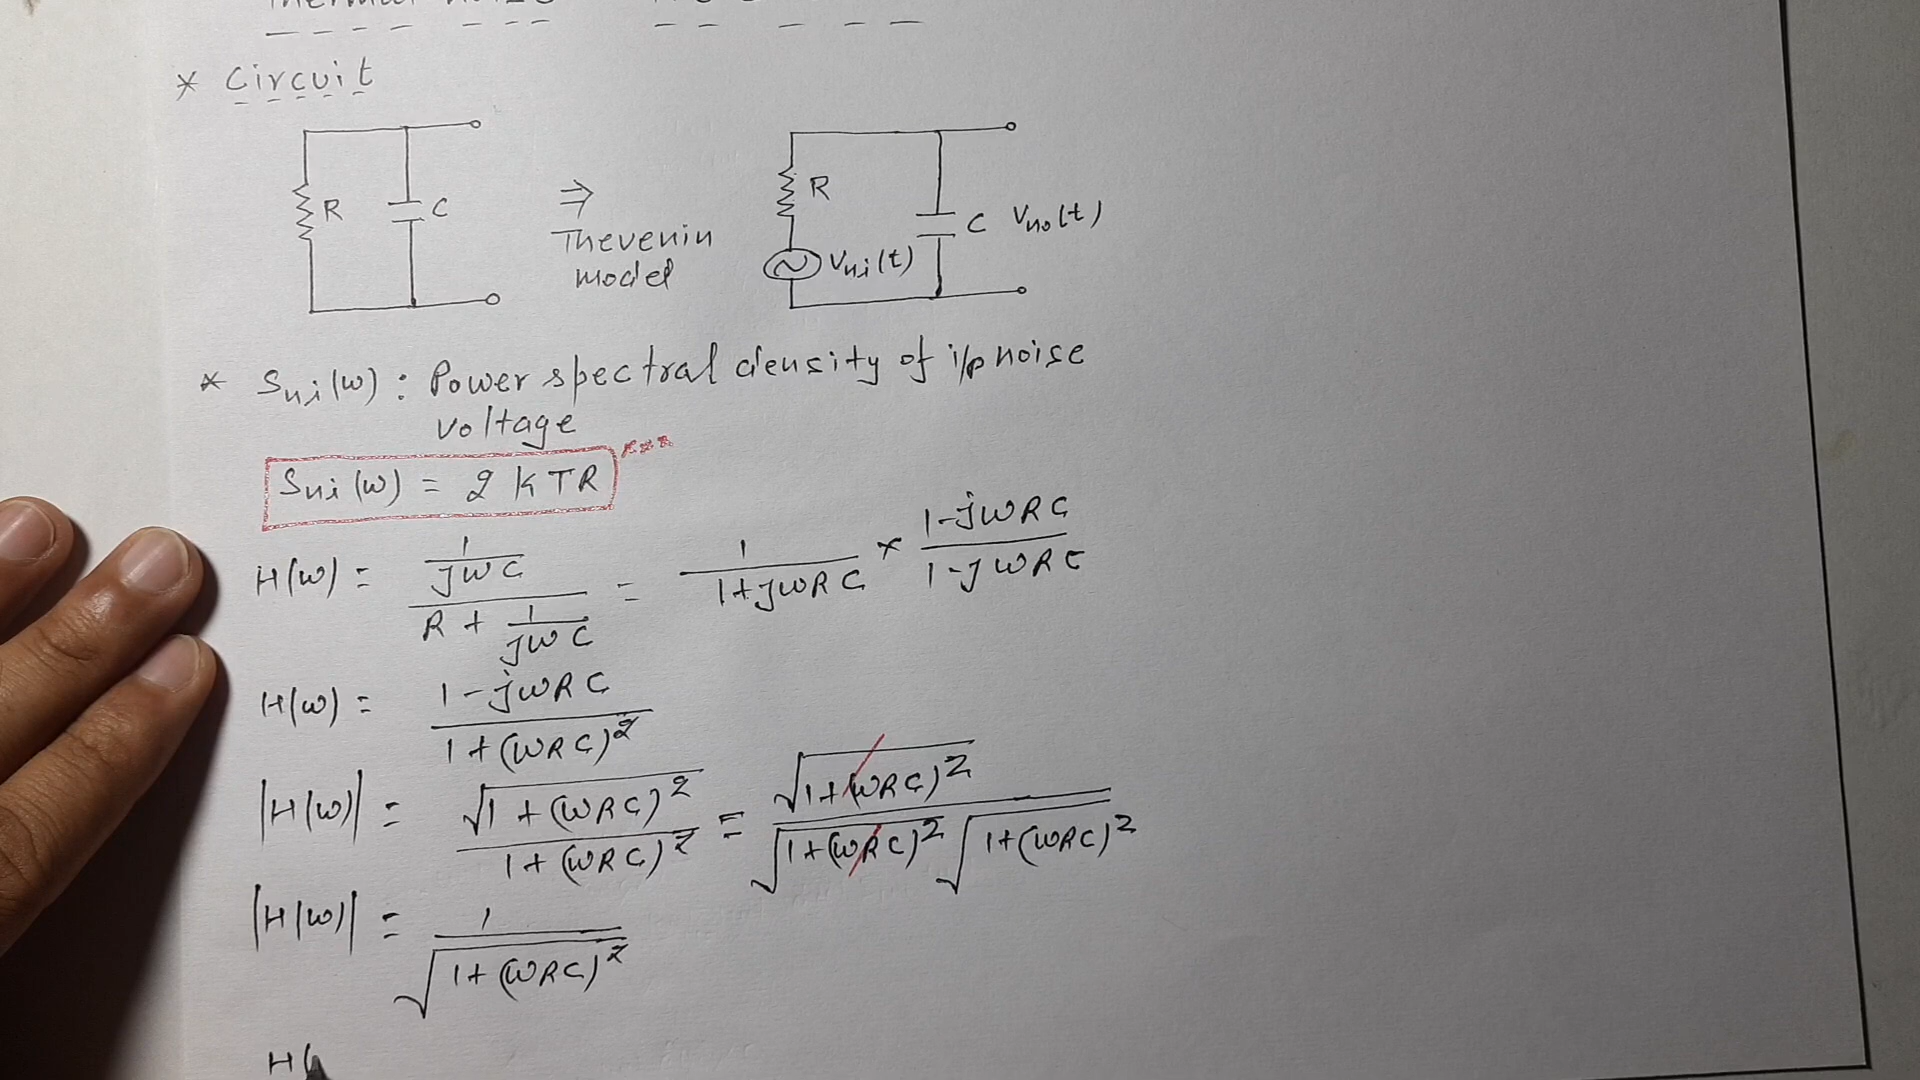 * Circuit
R C ⇒ R C Vno(t)
Thevenin Vni(t)
model
* Sni(ω) : Power spectral density of i/p noise
voltage
Sni(ω) = 2KTR ***
H(ω) = (1/jωC) / (R + 1/jωC) = 1/(1+jωRC) × (1-jωRC)/(1-jωRC)
H(ω) = (1-jωRC) / (1+(ωRC)²)
|H(ω)| = √(1+(ωRC)²) / (1+(ωRC)²) = √(1+(ωRC)²) / (√(1+(ωRC)²) √(1+(ωRC)²))
|H(ω)| = 1 / √(1+(ωRC)²)
H(